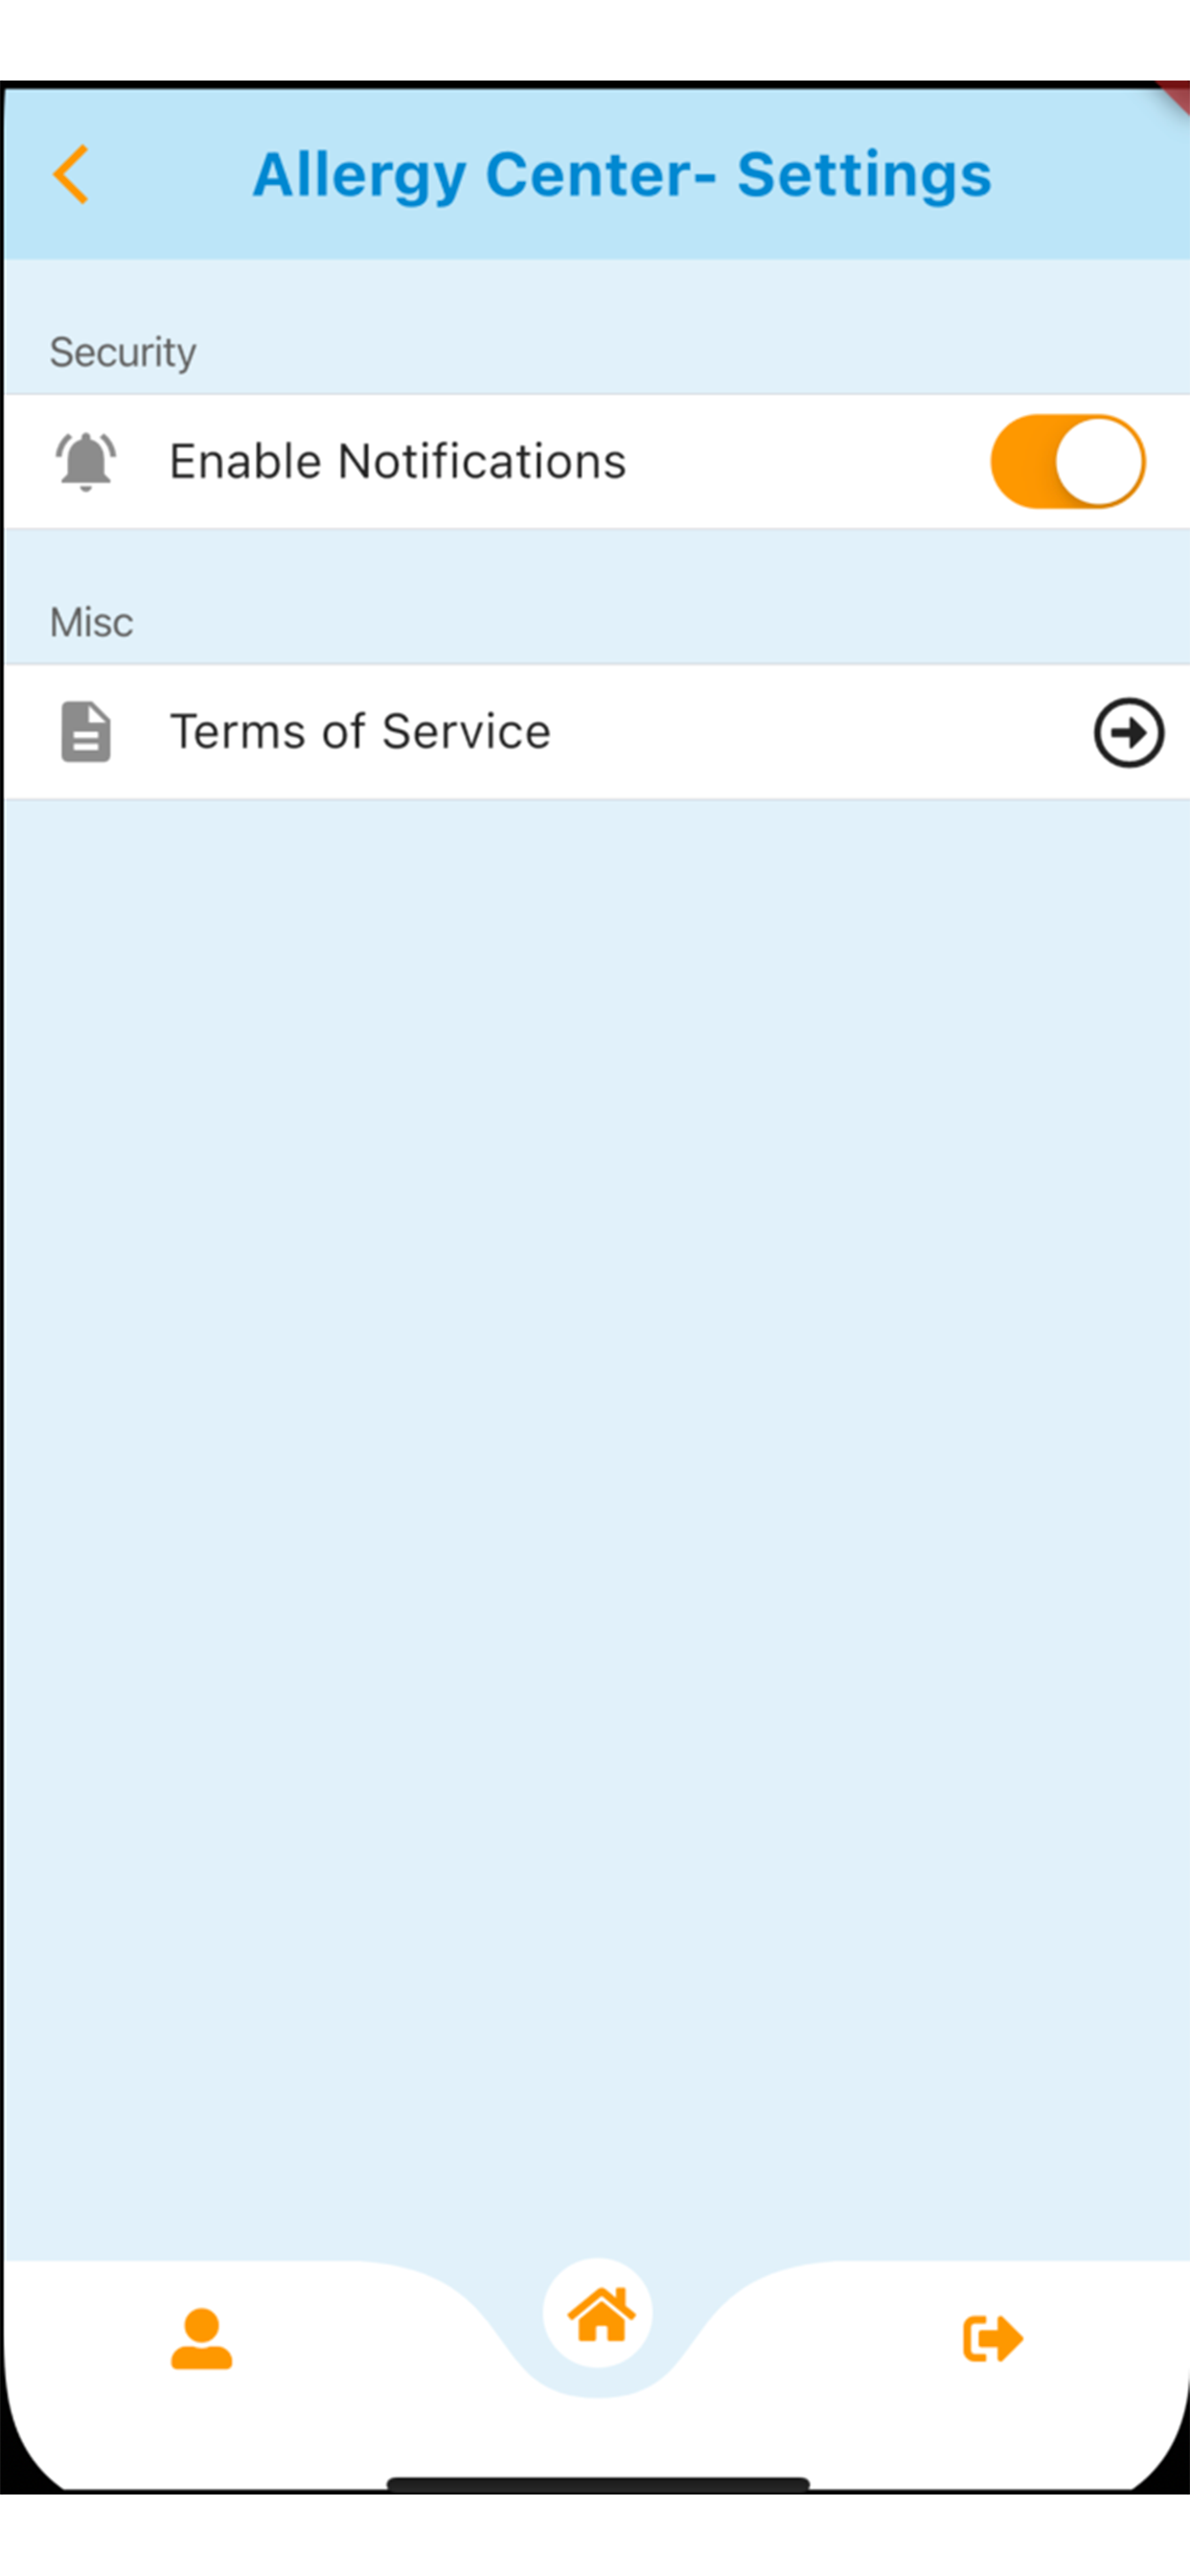 Allergy Center- Settings
Security
Enable Notifications
Misc
Terms of Service